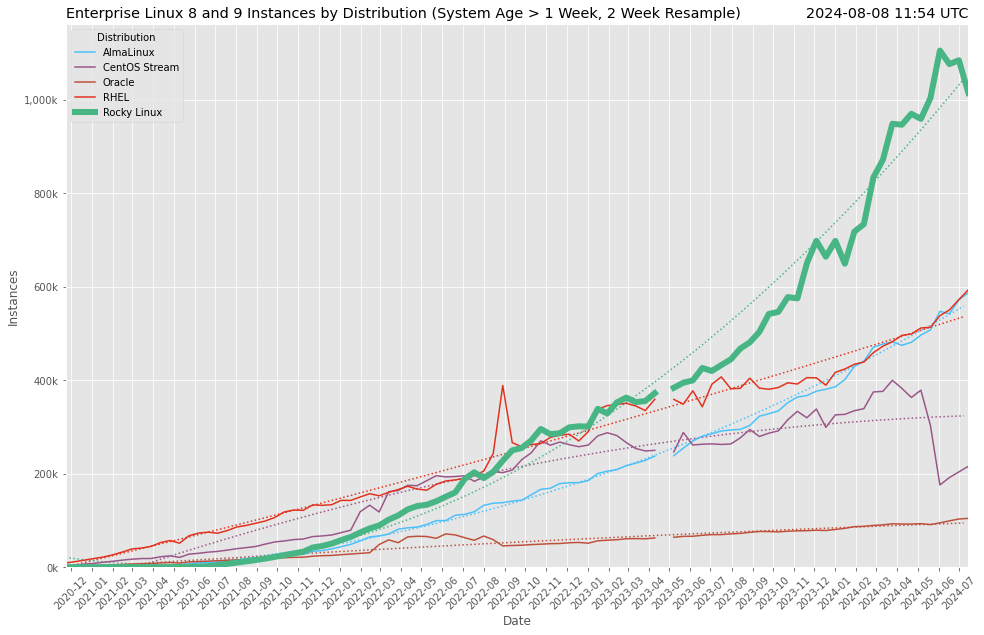 Enterprise Linux 8 and 9 Instances by Distribution (System Age > 1 Week, 2 Week Resample)
2024-08-08 11:54 UTC
Distribution
AlmaLinux
CentOS Stream
Oracle
RHEL
Rocky Linux
1,000k
800k
600k
400k
200k
0k
Instances
2020-12
2021-01
2021-02
2021-03
2021-04
2021-05
2021-06
2021-07
2021-08
2021-09
2021-10
2021-11
2021-12
2022-01
2022-02
2022-03
2022-04
2022-05
2022-06
2022-07
2022-08
2022-09
2022-10
2022-11
2022-12
2023-01
2023-02
2023-03
2023-04
2023-05
2023-06
2023-07
2023-08
2023-09
2023-10
2023-11
2023-12
2024-01
2024-02
2024-03
2024-04
2024-05
2024-06
2024-07
Date